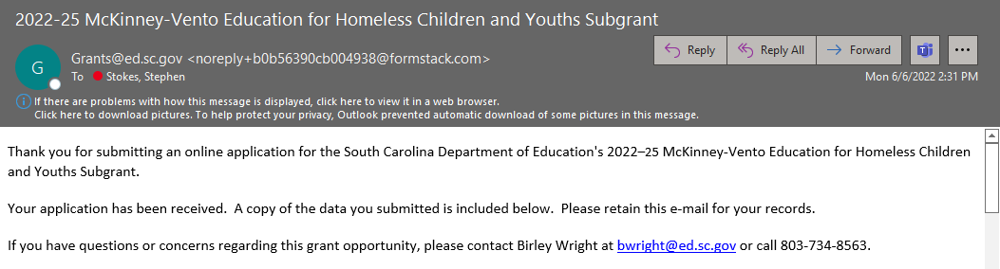 2022-25 McKinney-Vento Education for Homeless Children and Youths Subgrant
G
Grants@ed.sc.gov <noreply+b0b56390cb004938@formstack.com>
To Stokes, Stephen
Reply
Reply All
Forward
Mon 6/6/2022 2:31 PM
If there are problems with how this message is displayed, click here to view it in a web browser.
Click here to download pictures. To help protect your privacy, Outlook prevented automatic download of some pictures in this message.
Thank you for submitting an online application for the South Carolina Department of Education's 2022–25 McKinney-Vento Education for Homeless Children
and Youths Subgrant.
Your application has been received.  A copy of the data you submitted is included below.  Please retain this e-mail for your records.
If you have questions or concerns regarding this grant opportunity, please contact Birley Wright at bwright@ed.sc.gov or call 803-734-8563.